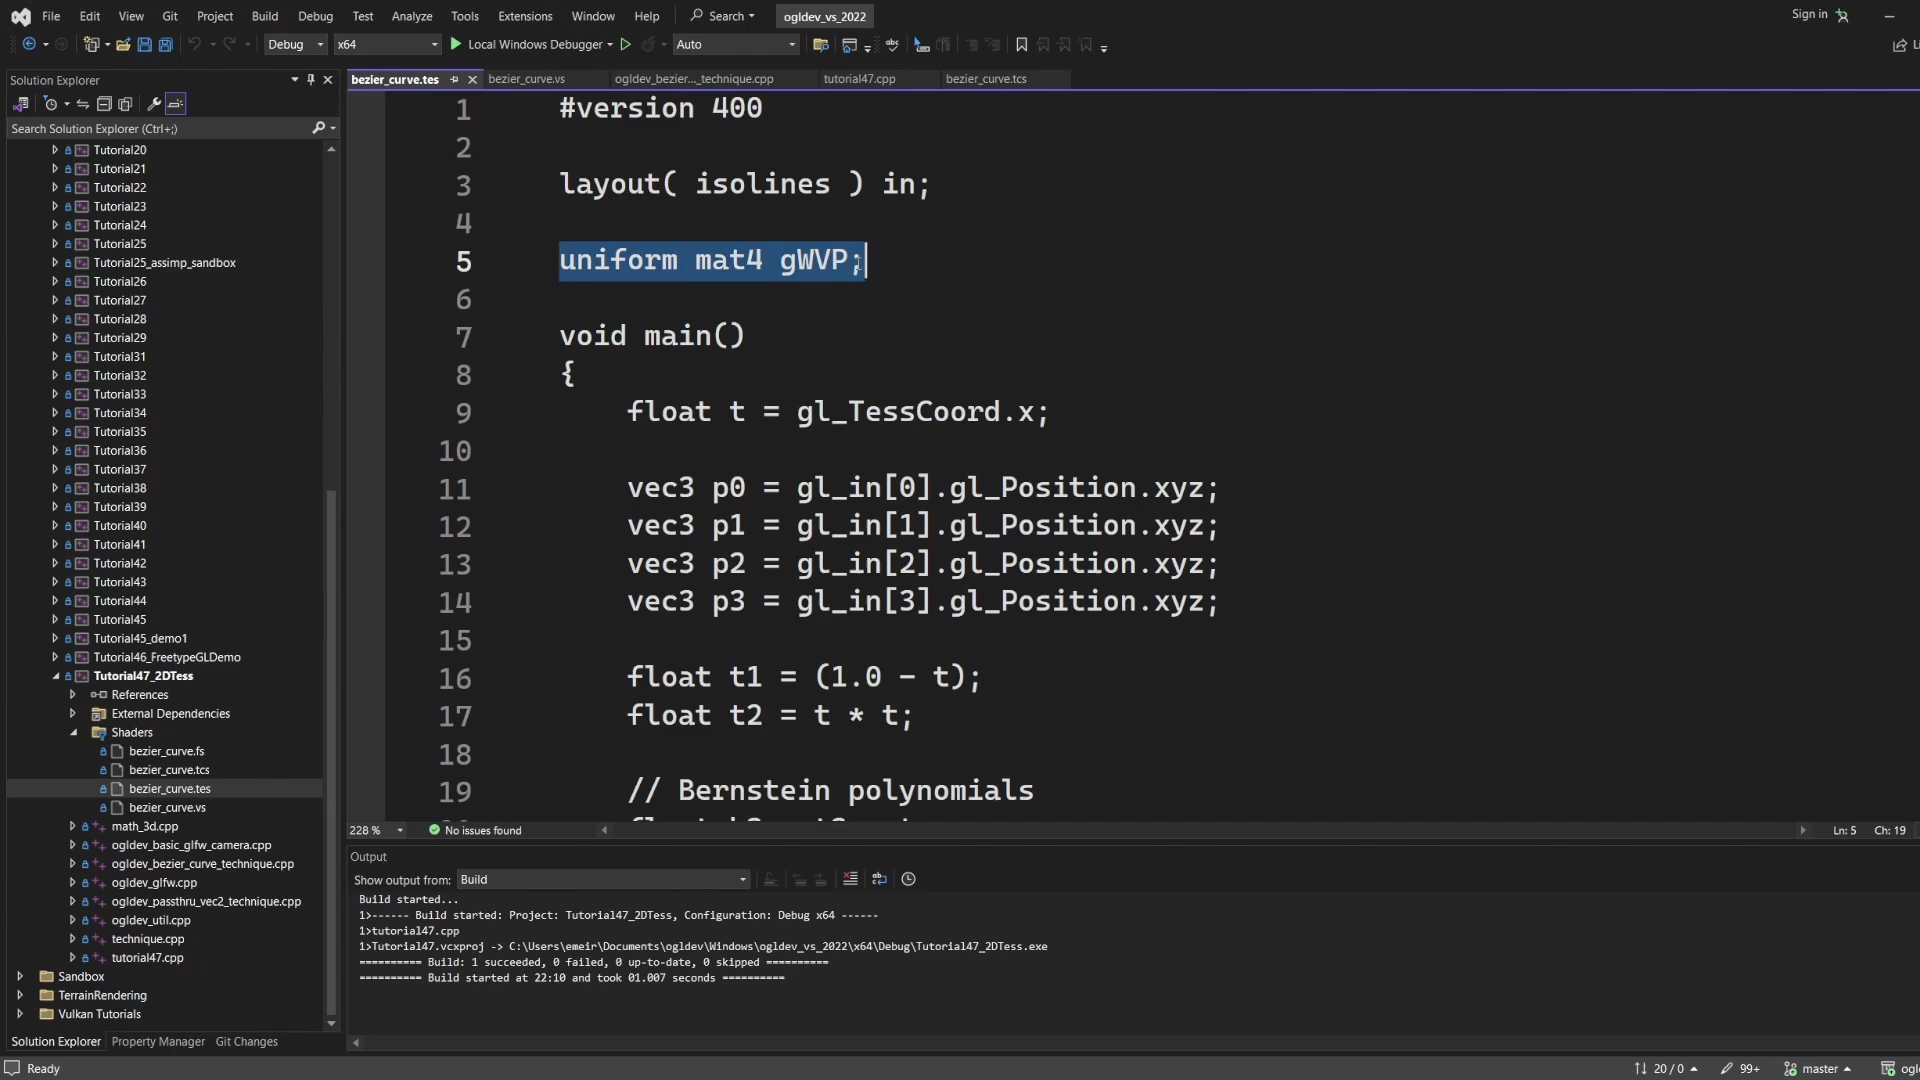 File Edit View Git Project Build Debug Test Analyze Tools Extensions Window Help Search ogldev_vs_2022 Sign in
Debug x64 Local Windows Debugger Auto
Solution Explorer
Search Solution Explorer (Ctrl+;)
Tutorial20
Tutorial21
Tutorial22
Tutorial23
Tutorial24
Tutorial25
Tutorial25_assimp_sandbox
Tutorial26
Tutorial27
Tutorial28
Tutorial29
Tutorial31
Tutorial32
Tutorial33
Tutorial34
Tutorial35
Tutorial36
Tutorial37
Tutorial38
Tutorial39
Tutorial40
Tutorial41
Tutorial42
Tutorial43
Tutorial44
Tutorial45
Tutorial45_demo1
Tutorial46_FreetypeGLDemo
Tutorial47_2DTess
References
External Dependencies
Shaders
bezier_curve.fs
bezier_curve.tcs
bezier_curve.tes
bezier_curve.vs
math_3d.cpp
ogldev_basic_glfw_camera.cpp
ogldev_bezier_curve_technique.cpp
ogldev_glfw.cpp
ogldev_passthru_vec2_technique.cpp
ogldev_util.cpp
technique.cpp
tutorial47.cpp
Sandbox
TerrainRendering
Vulkan Tutorials
Solution Explorer Property Manager Git Changes
bezier_curve.tes bezier_curve.vs ogldev_bezier..._technique.cpp tutorial47.cpp bezier_curve.tcs
1 #version 400
2
3 layout( isolines ) in;
4
5 uniform mat4 gWVP;
6
7 void main()
8 {
9 float t = gl_TessCoord.x;
10
11 vec3 p0 = gl_in[0].gl_Position.xyz;
12 vec3 p1 = gl_in[1].gl_Position.xyz;
13 vec3 p2 = gl_in[2].gl_Position.xyz;
14 vec3 p3 = gl_in[3].gl_Position.xyz;
15
16 float t1 = (1.0 - t);
17 float t2 = t * t;
18
19 // Bernstein polynomials
228 % No issues found Ln: 5 Ch: 19
Output
Show output from: Build
Build started...
1>------ Build started: Project: Tutorial47_2DTess, Configuration: Debug x64 ------
1>tutorial47.cpp
1>Tutorial47.vcxproj -> C:\Users\emeir\Documents\ogldev\Windows\ogldev_vs_2022\x64\Debug\Tutorial47_2DTess.exe
========== Build: 1 succeeded, 0 failed, 0 up-to-date, 0 skipped ==========
========== Build started at 22:10 and took 01.007 seconds ==========
Ready 20 / 0 99+ master